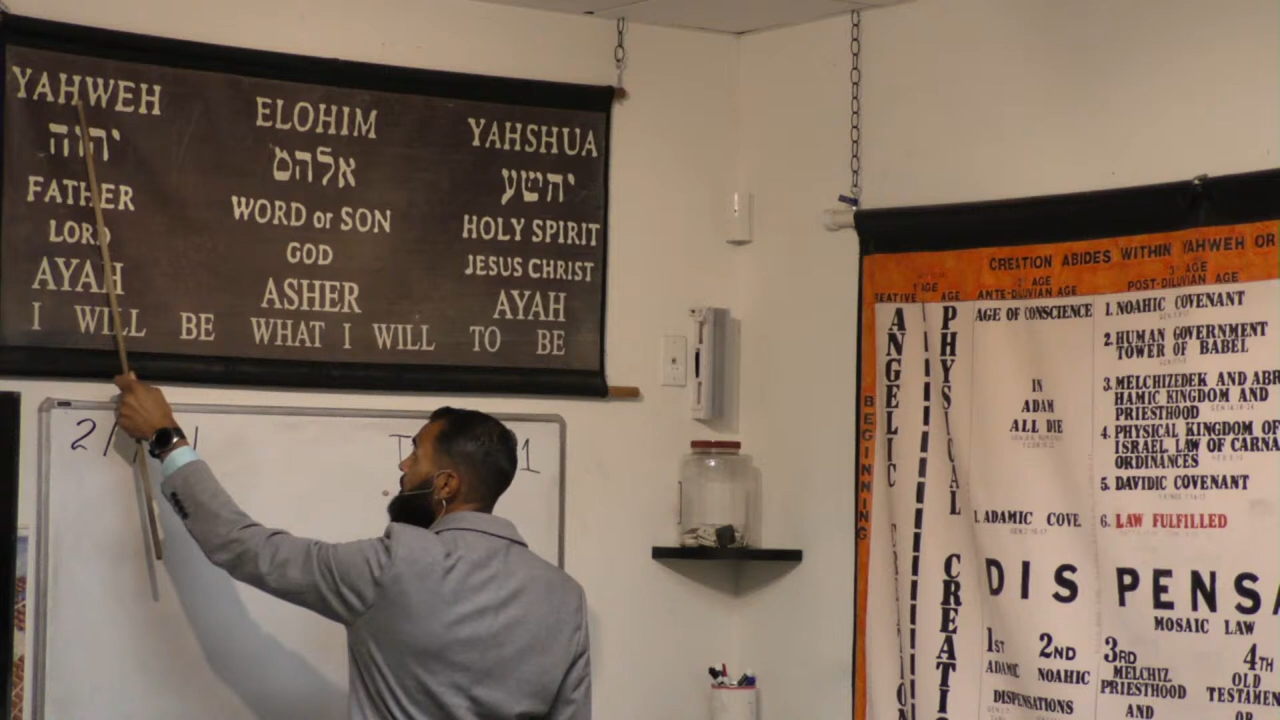 YAHWEH
יהוה
FATHER
LORD
AYAH
ELOHIM
אלהם
WORD or SON
GOD
ASHER
YAHSHUA
יהשע
HOLY SPIRIT
JESUS CHRIST
AYAH
I WILL BE WHAT I WILL TO BE
CREATION ABIDES WITHIN YAHWEH OR
AGE
AGE
ANTE-DILUVIAN AGE
3RD AGE
POST-DILUVIAN AGE
BEGINNING
ANGELIC
PHYSICAL
AGE OF CONSCIENCE
IN
ADAM
ALL DIE
1. ADAMIC COVE.
1. NOAHIC COVENANT
2. HUMAN GOVERNMENT
TOWER OF BABEL
3. MELCHIZEDEK AND ABR
HAMIC KINGDOM AND
PRIESTHOOD
4. PHYSICAL KINGDOM OF
ISRAEL LAW OF CARNA
ORDINANCES
5. DAVIDIC COVENANT
6. LAW FULFILLED
DISPENSA
MOSAIC LAW
1ST 2ND
ADAMIC NOAHIC
DISPENSATIONS
3RD
MELCHIZ.
PRIESTHOOD
AND
4TH
OLD
TESTAMEN
OR